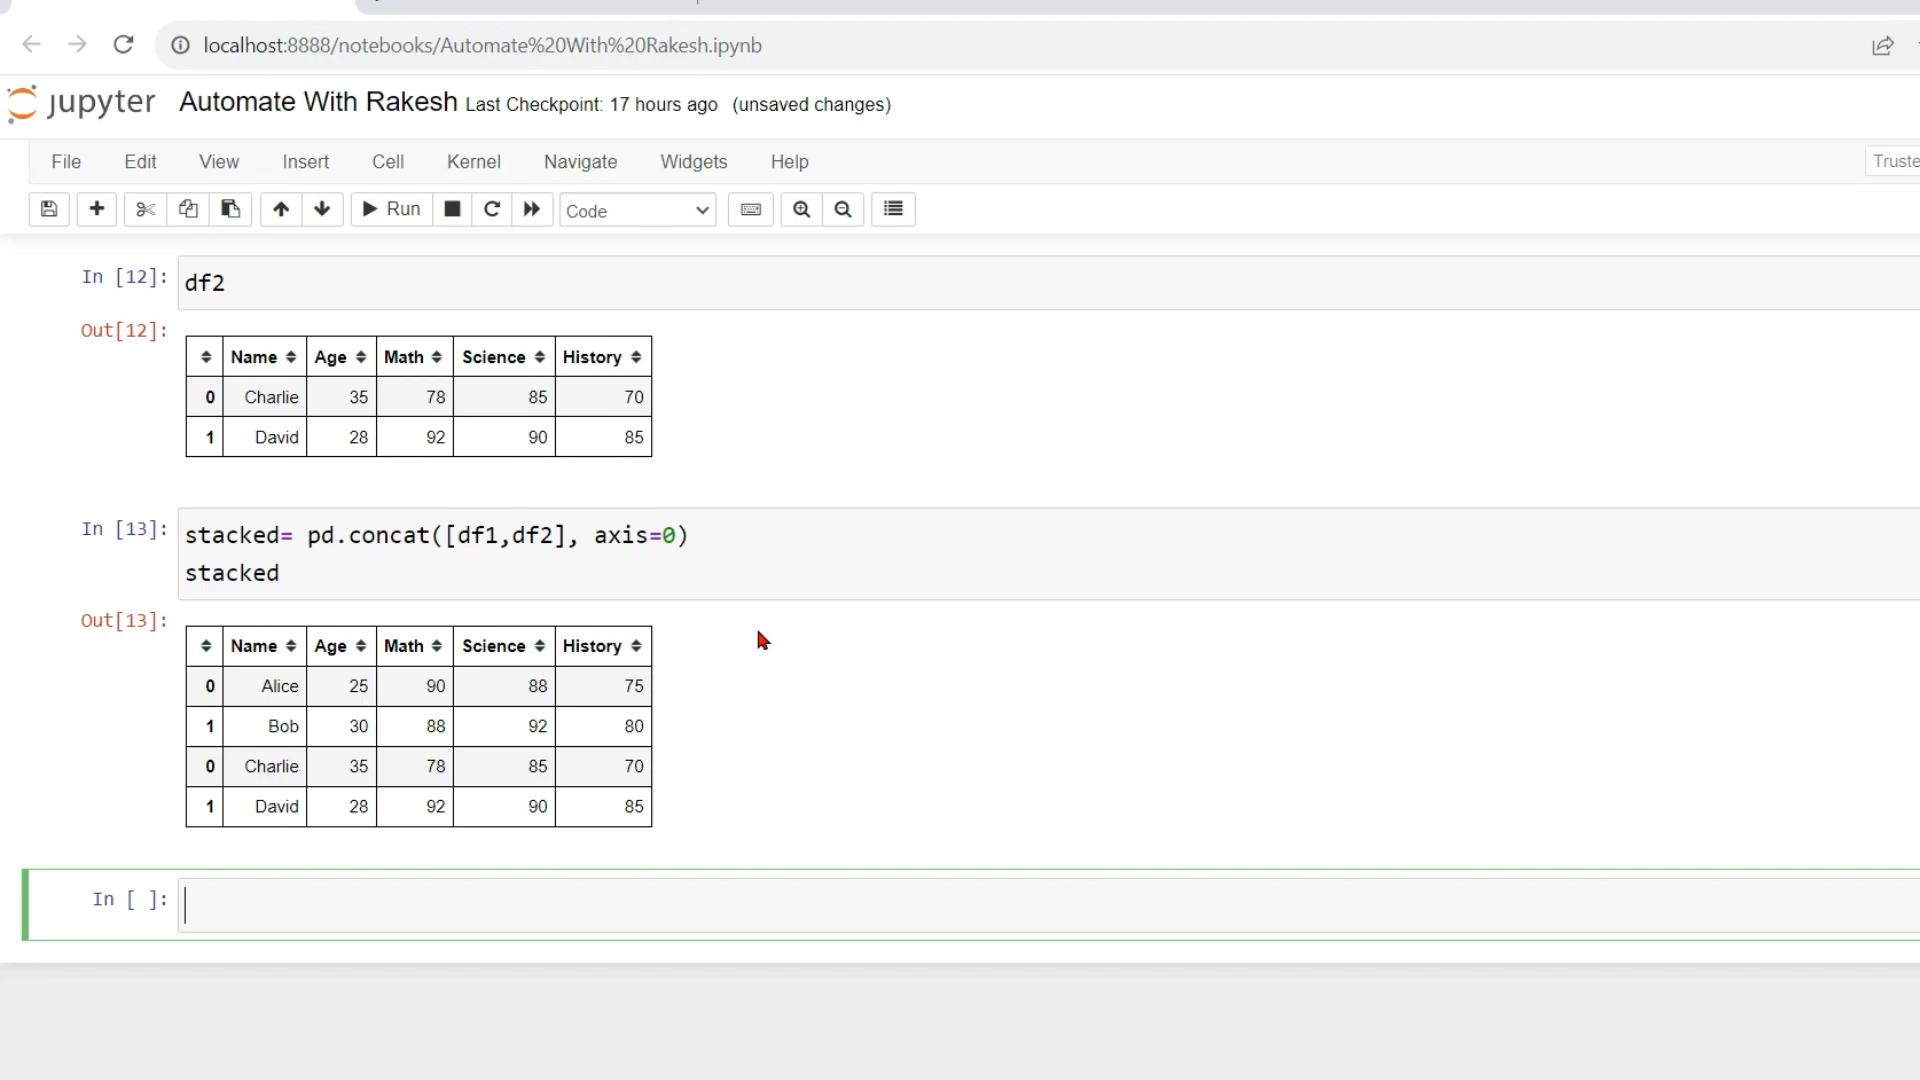 localhost:8888/notebooks/Automate%20With%20Rakesh.ipynb
jupyter Automate With Rakesh Last Checkpoint: 17 hours ago (unsaved changes)
File Edit View Insert Cell Kernel Navigate Widgets Help Truste
Run Code
In [12]: df2
Out[12]:
Name Age Math Science History
0 Charlie 35 78 85 70
1 David 28 92 90 85
In [13]: stacked= pd.concat([df1,df2], axis=0)
stacked
Out[13]:
Name Age Math Science History
0 Alice 25 90 88 75
1 Bob 30 88 92 80
0 Charlie 35 78 85 70
1 David 28 92 90 85
In [ ]: